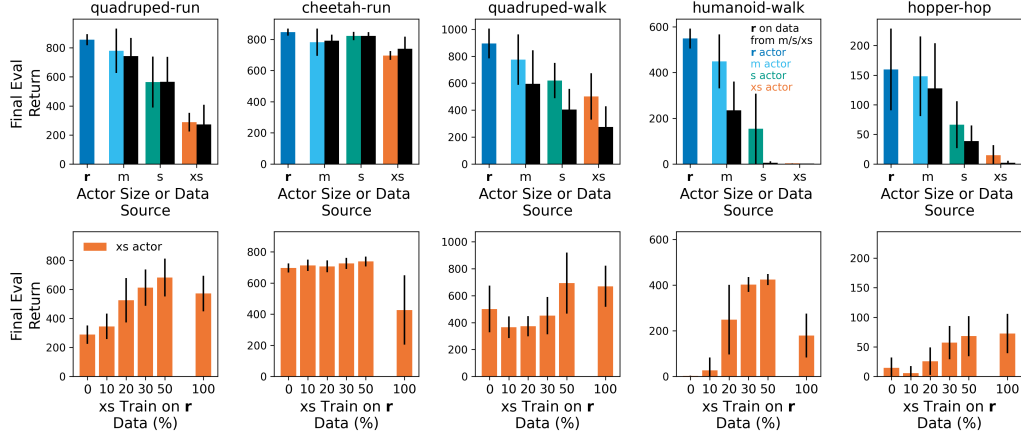 quadruped-run
cheetah-run
quadruped-walk
humanoid-walk
hopper-hop
Final Eval
Return
800
600
400
200
0
r
m
s
xs
Actor Size or Data
Source
800
600
400
200
0
r
m
s
xs
Actor Size or Data
Source
1000
800
600
400
200
0
r
m
s
xs
Actor Size or Data
Source
600
400
200
0
r on data
from m/s/xs
r actor
m actor
s actor
xs actor
r
m
s
xs
Actor Size or Data
Source
200
150
100
50
0
r
m
s
xs
Actor Size or Data
Source
Final Eval
Return
800
600
400
200
0
xs actor
0 10 20 30 50 100
xs Train on r
Data (%)
800
600
400
200
0
0 10 20 30 50 100
xs Train on r
Data (%)
1000
800
600
400
200
0
0 10 20 30 50 100
xs Train on r
Data (%)
600
400
200
0
0 10 20 30 50 100
xs Train on r
Data (%)
200
150
100
50
0
0 10 20 30 50 100
xs Train on r
Data (%)